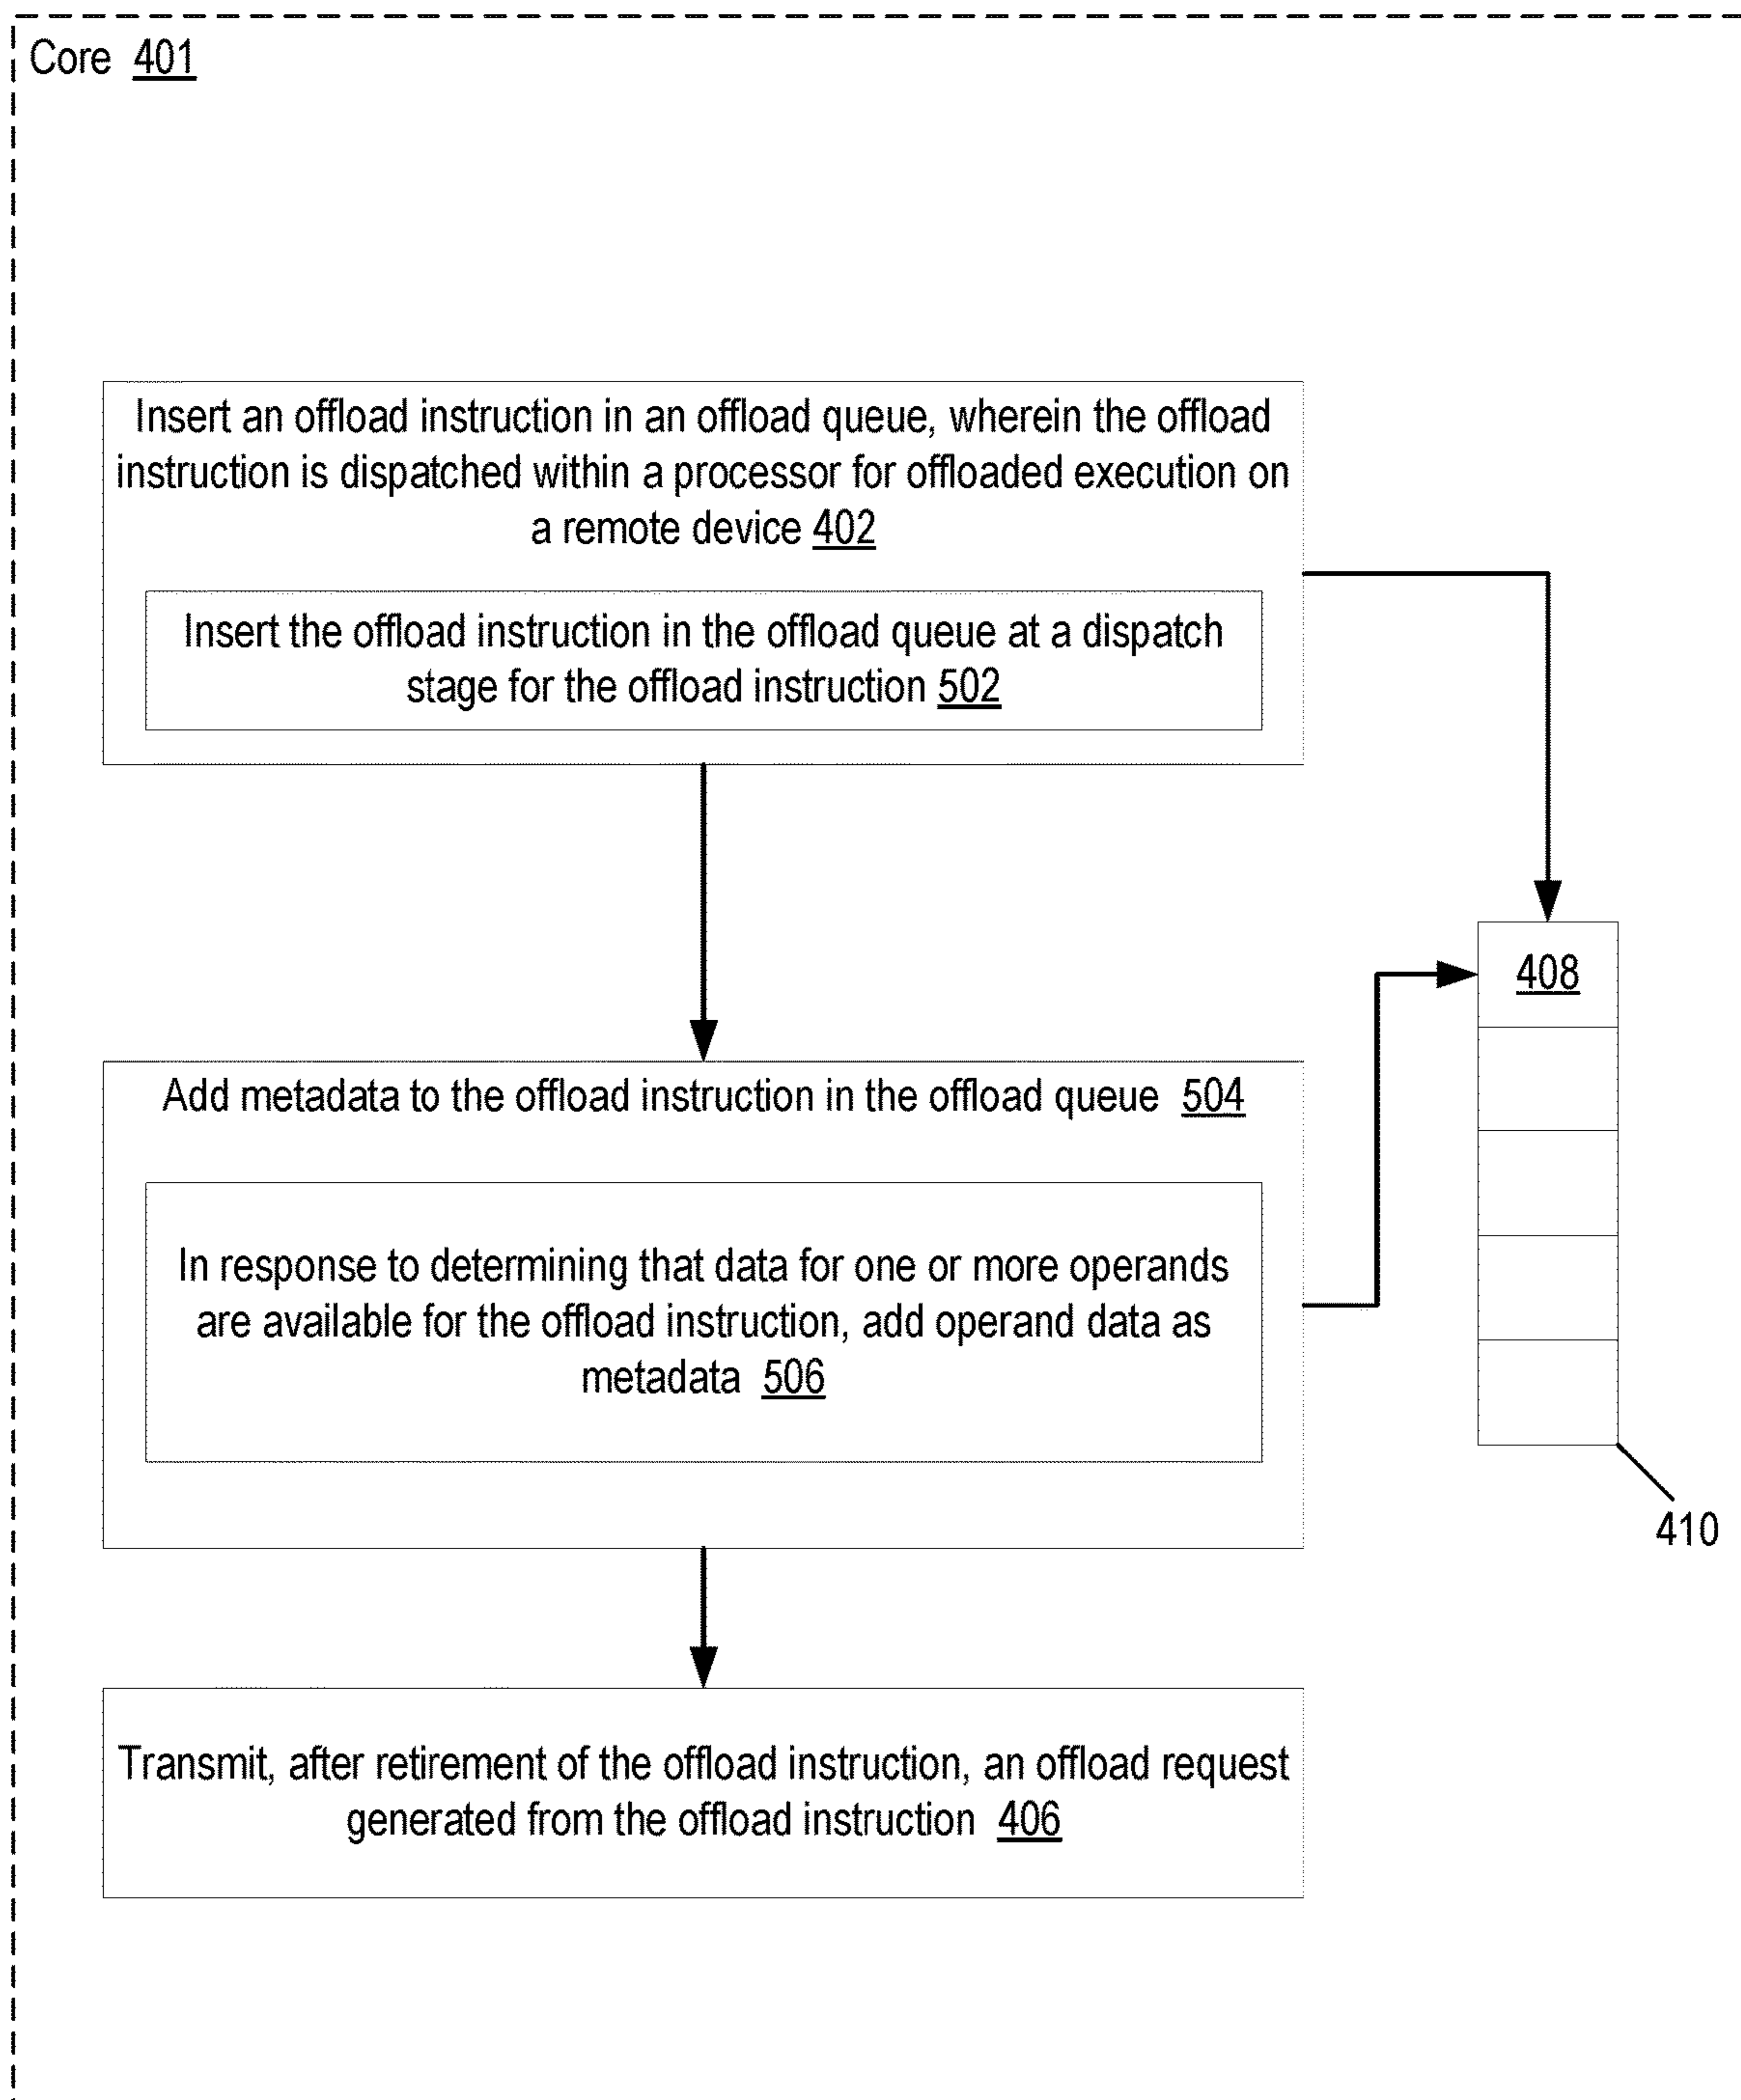 Core 401
Insert an offload instruction in an offload queue, wherein the offload
instruction is dispatched within a processor for offloaded execution on
a remote device 402
Insert the offload instruction in the offload queue at a dispatch
stage for the offload instruction 502
408
Add metadata to the offload instruction in the offload queue 504
In response to determining that data for one or more operands
are available for the offload instruction, add operand data as
metadata 506
410
Transmit, after retirement of the offload instruction, an offload request
generated from the offload instruction 406